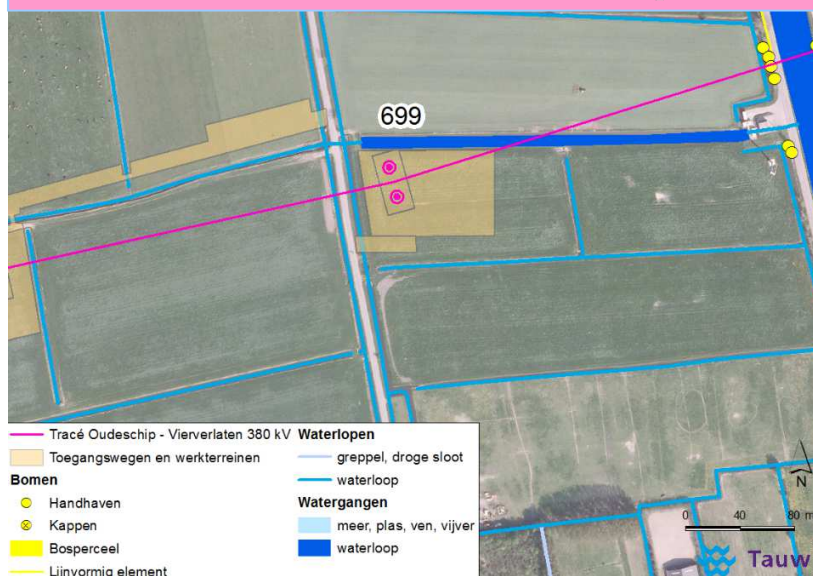 699
Tracé Oudeschip - Vierverlaten 380 kV
Toegangswegen en werkterreinen
Bomen
Handhaven
Kappen
Bosperceel
Lijnvormig element
Waterlopen
greppel, droge sloot
waterloop
Watergangen
meer, plas, ven, vijver
waterloop
N
0 40 80 m
Tauw